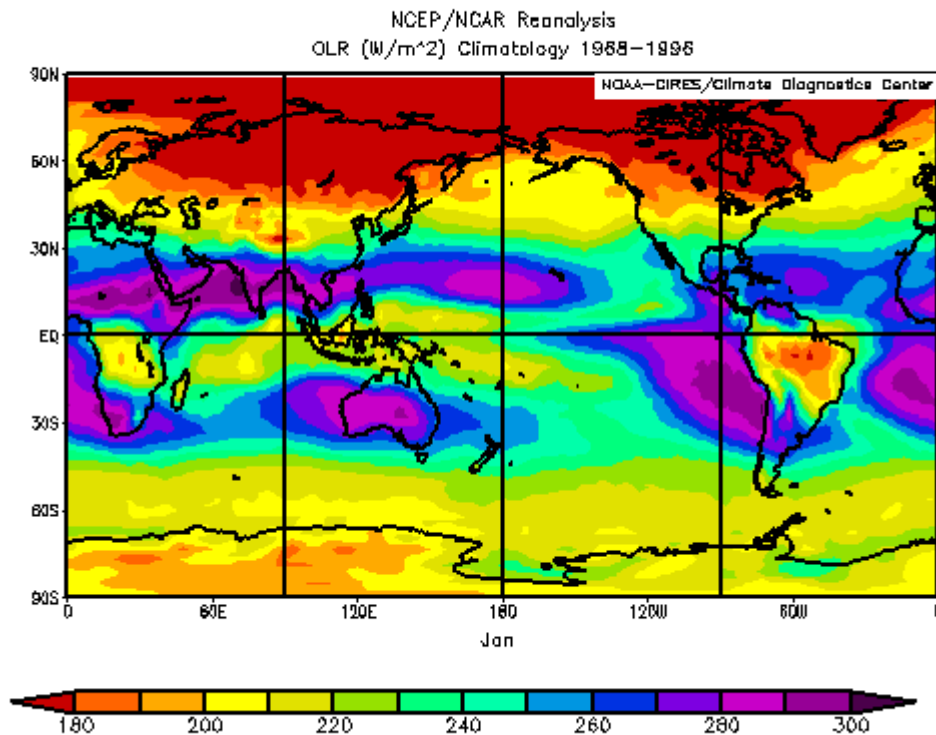 NCEP/NCAR Reanalysis
OLR (W/m^2) Climatology 1968-1996
NOAA-CIRES/Climate Diagnostics Center
90N
60N
30N
EQ
30S
60S
90S
0 60E 120E 180 120W 60W 0
Jan
180 200 220 240 260 280 300